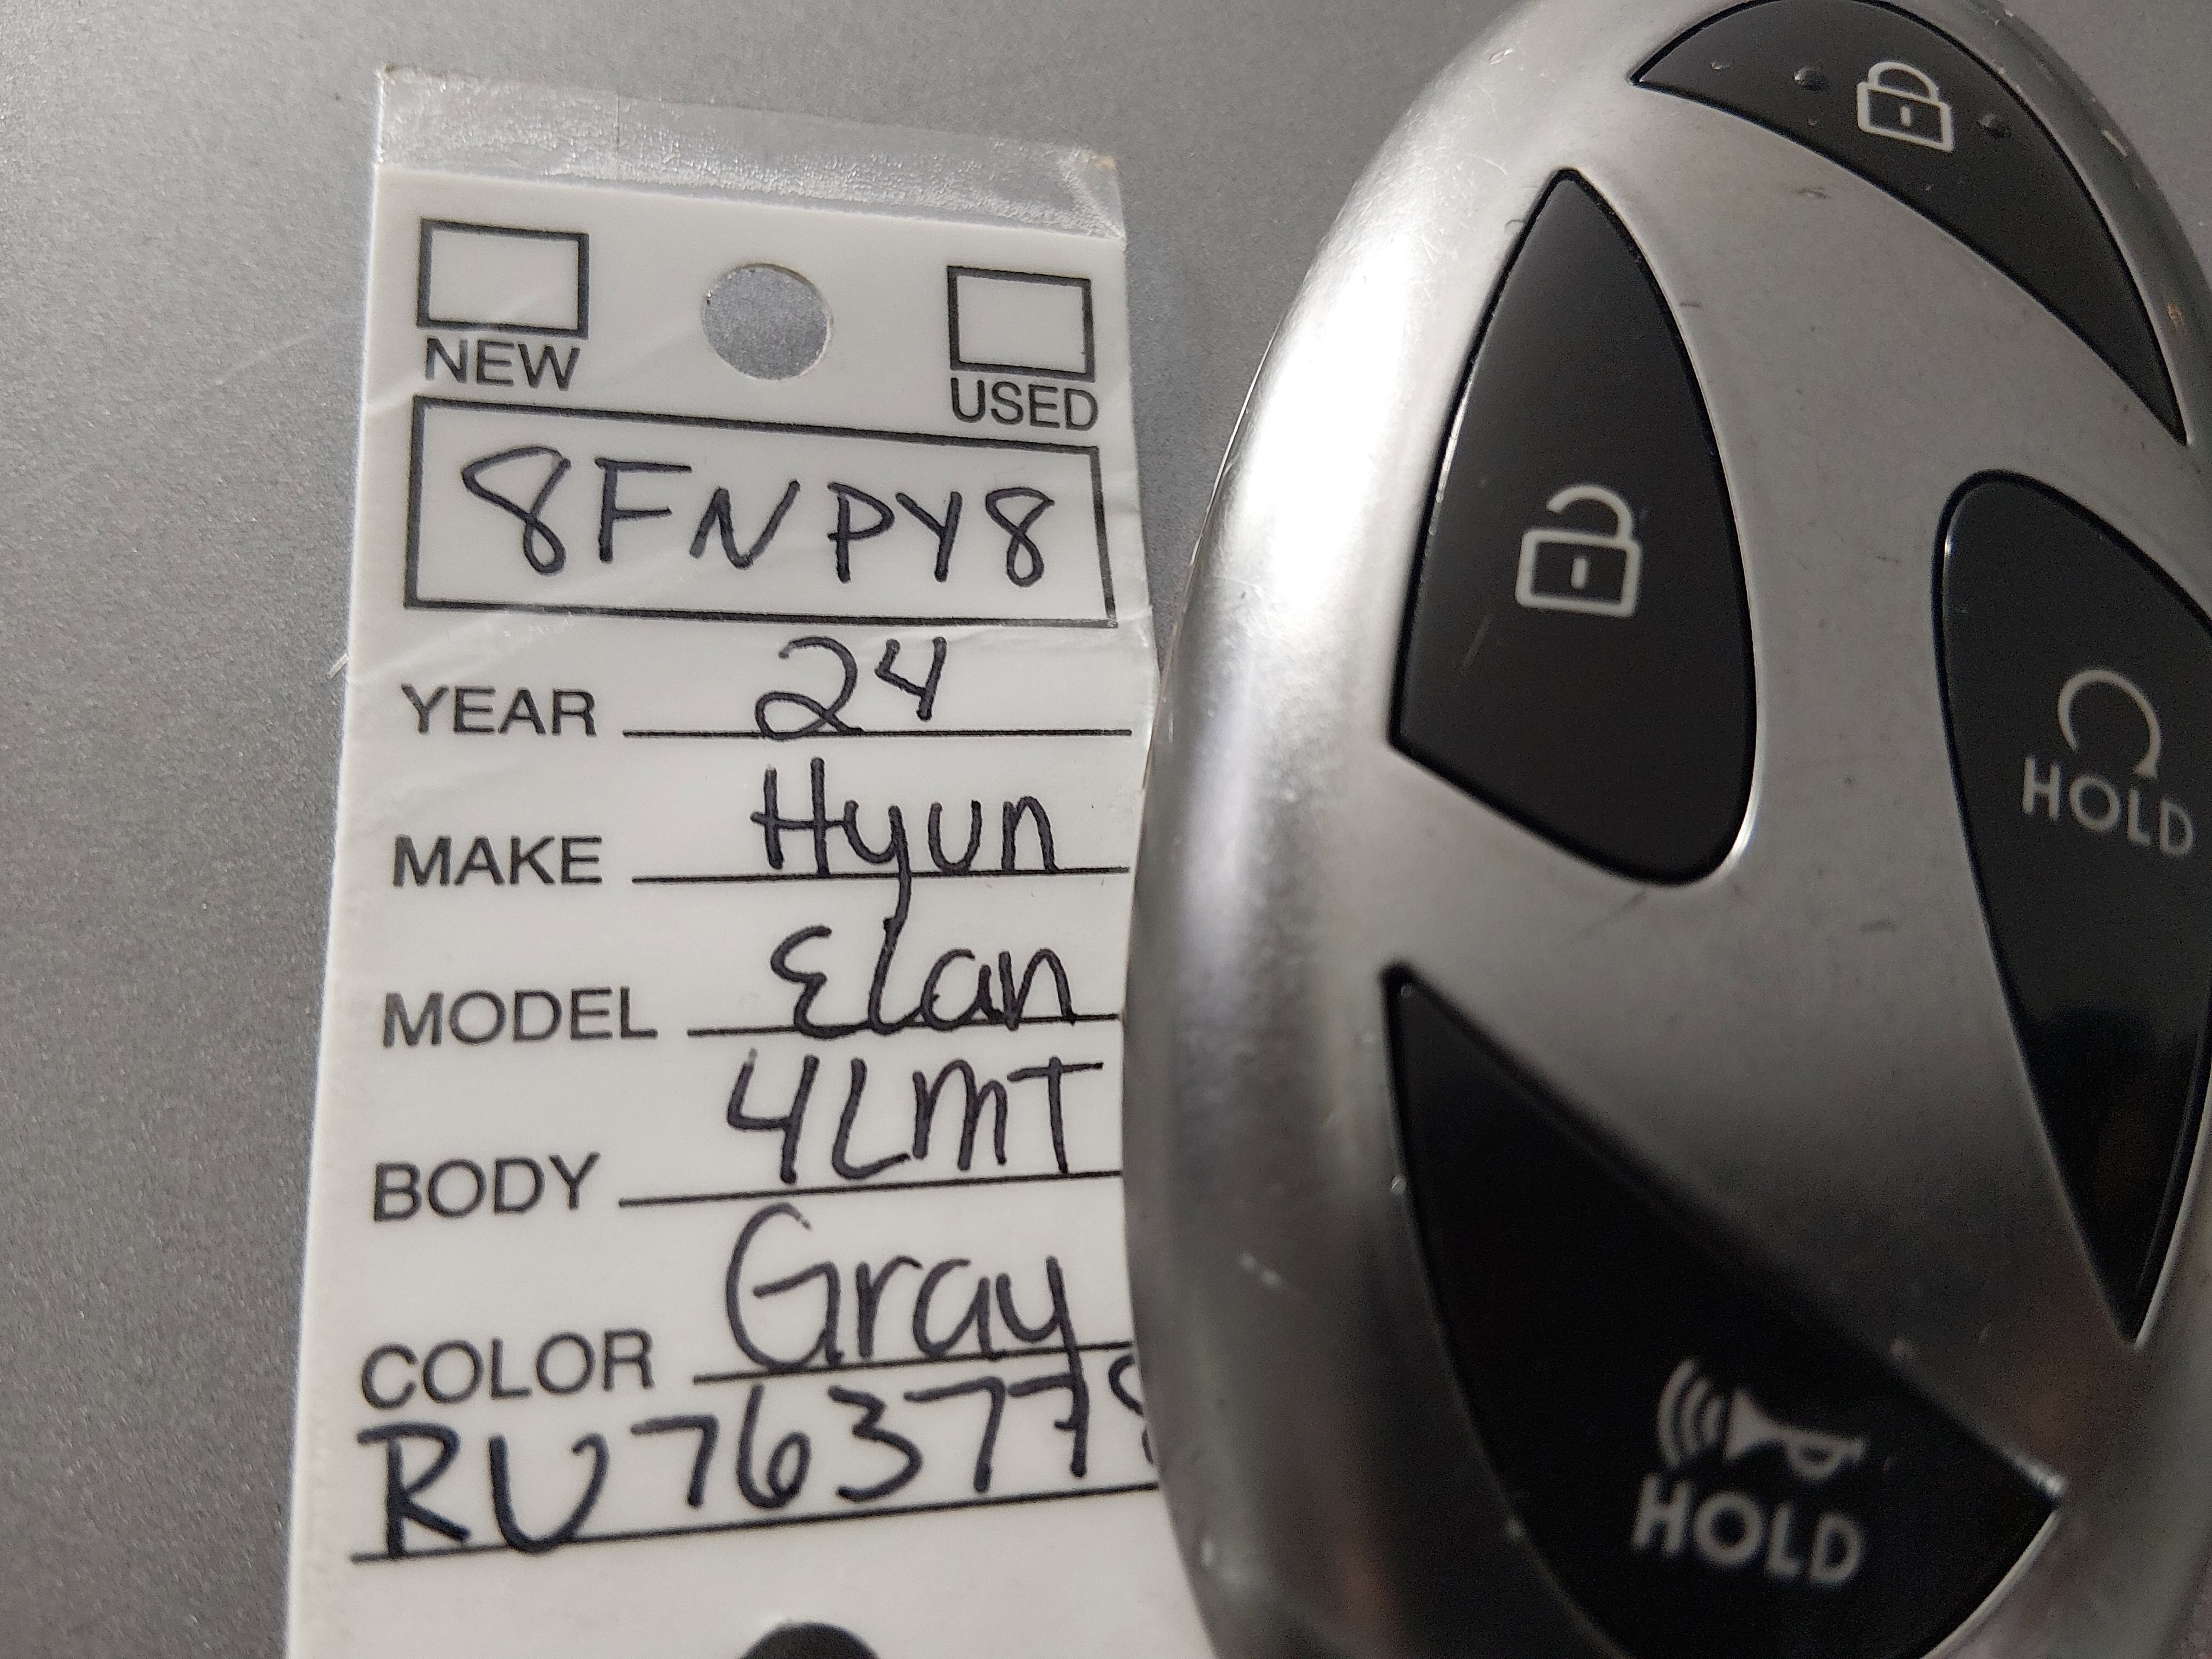 NEW USED
8FNPY8
YEAR 24
MAKE Hyun
MODEL Elan
BODY 4LMT
COLOR Gray
HOLD
HOLD